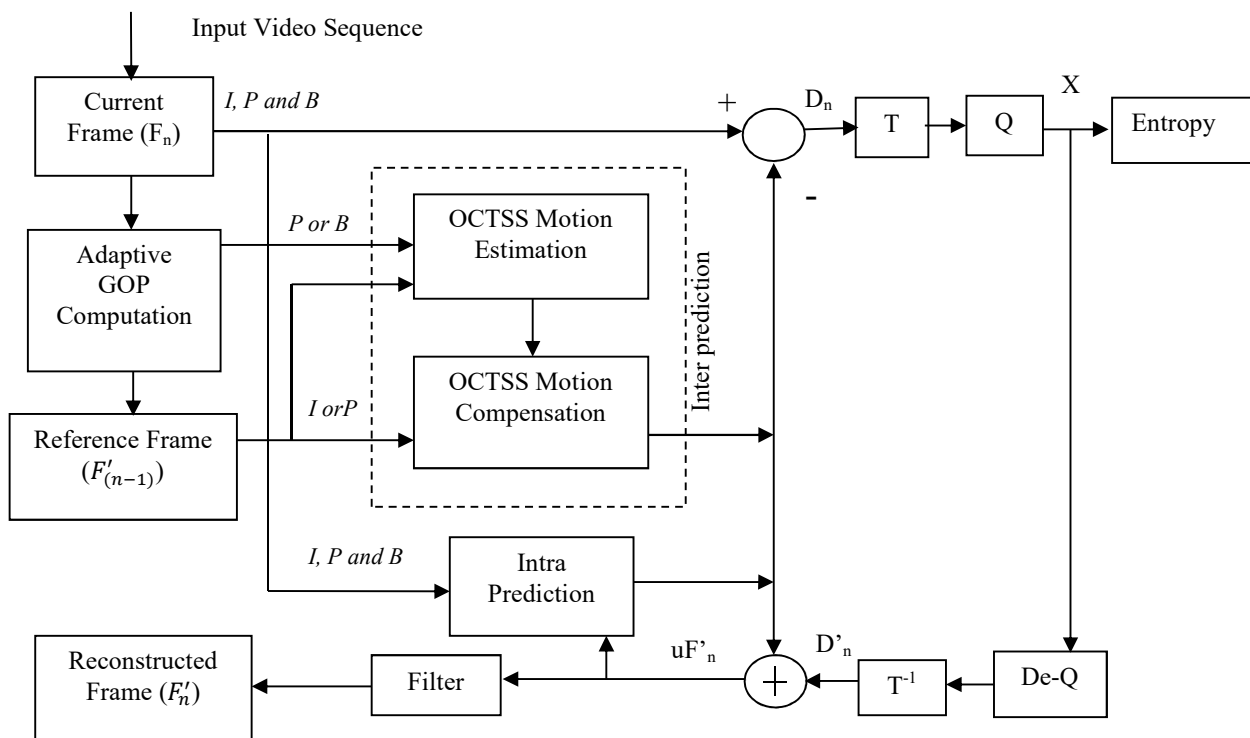 Input Video Sequence
Current
Frame (Fn)
I, P and B
+
Dn
T
Q
X
Entropy
-
Adaptive
GOP
Computation
P or B
OCTSS Motion
Estimation
Inter prediction
OCTSS Motion
Compensation
I orP
Reference Frame
(F′(n−1))
I, P and B
Intra
Prediction
Reconstructed
Frame (F′n)
Filter
uF’n
+
D’n
T-1
De-Q